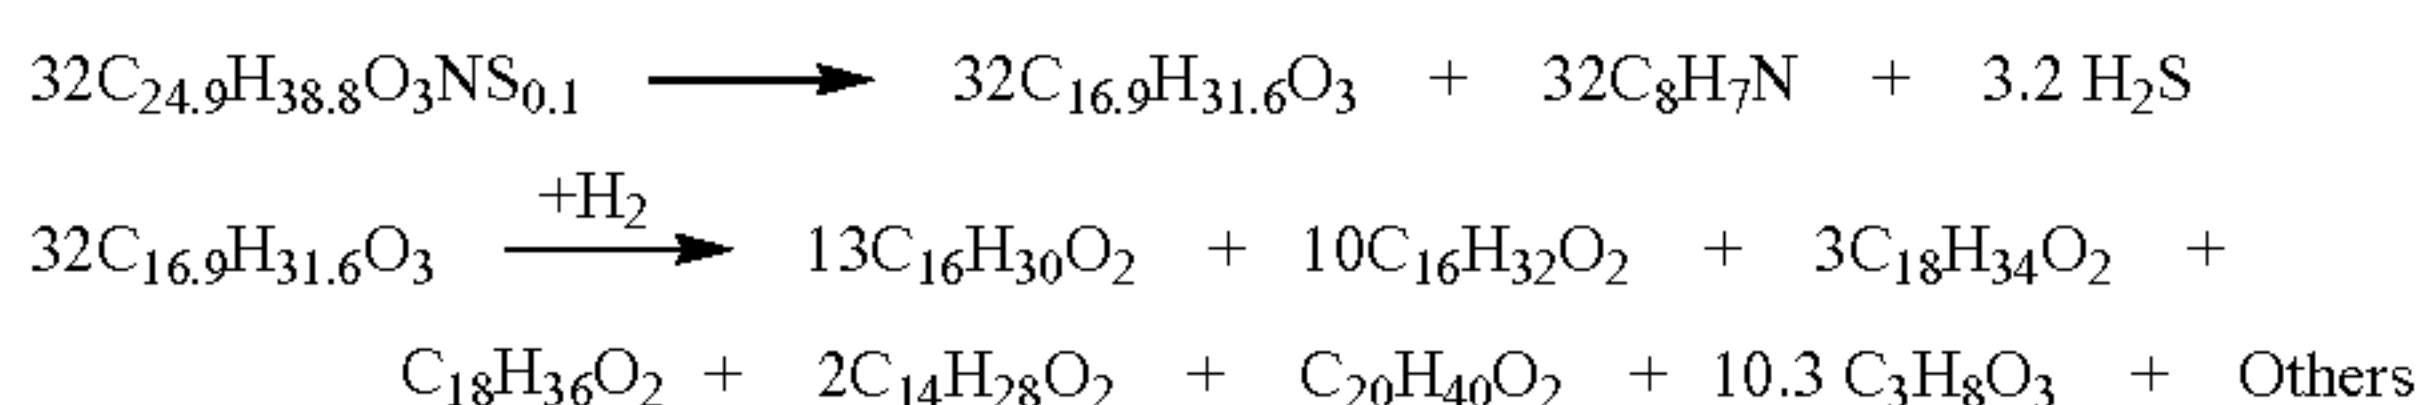 32C₂₄.₉H₃₈.₈O₃NS₀.₁ ⟶ 32C₁₆.₉H₃₁.₆O₃ + 32C₈H₇N + 3.2 H₂S
+H₂
32C₁₆.₉H₃₁.₆O₃ ⟶ 13C₁₆H₃₀O₂ + 10C₁₆H₃₂O₂ + 3C₁₈H₃₄O₂ +
C₁₈H₃₆O₂ + 2C₁₄H₂₈O₂ + C₂₀H₄₀O₂ + 10.3 C₃H₈O₃ + Others